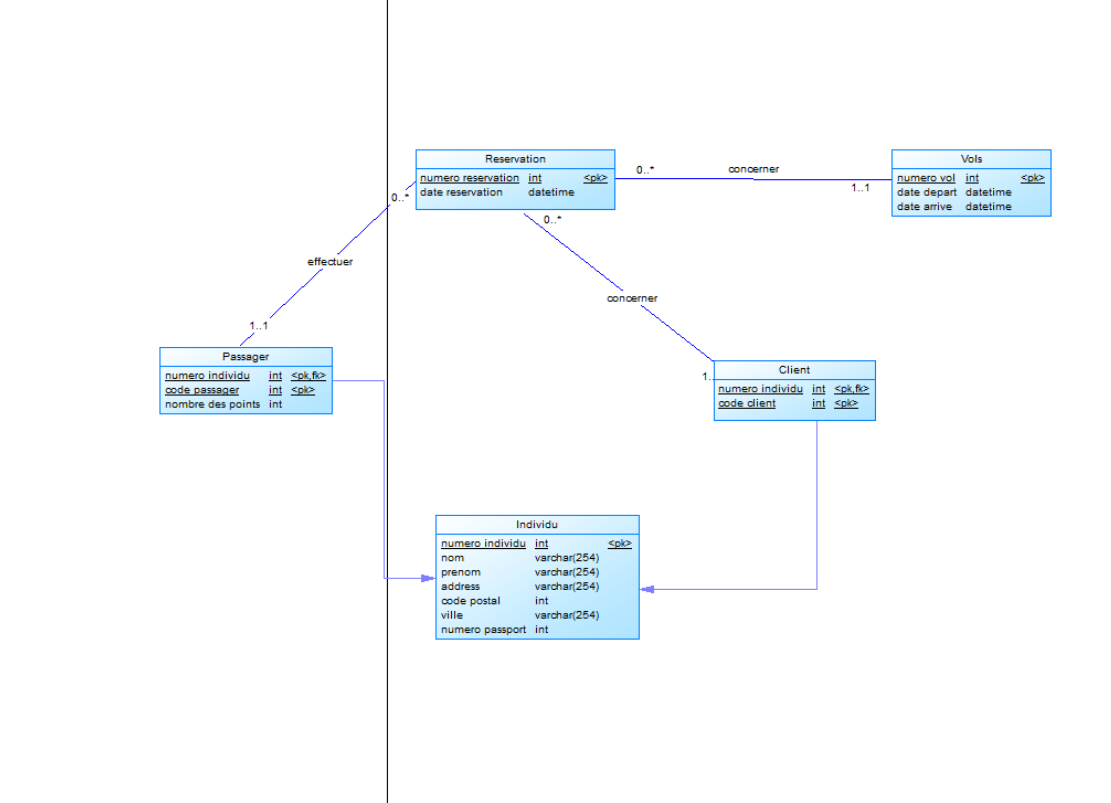 Reservation
numero reservation int <pk>
date reservation datetime
0..*
concerner
1..1
Vols
numero vol int <pk>
date depart datetime
date arrive datetime
0..*
effectuer
1..1
0..*
concerner
1..
Passager
numero individu int <pk,fk>
code passager int <pk>
nombre des points int
Client
numero individu int <pk,fk>
code client int <pk>
Individu
numero individu int <pk>
nom varchar(254)
prenom varchar(254)
address varchar(254)
code postal int
ville varchar(254)
numero passport int